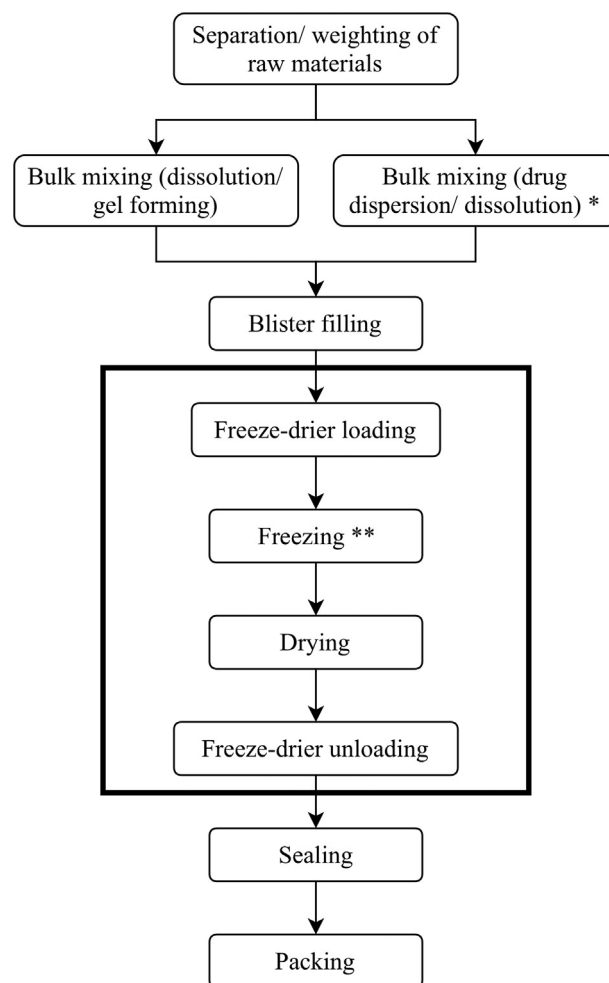 Separation/ weighting of
raw materials
Bulk mixing (dissolution/
gel forming)
Bulk mixing (drug
dispersion/ dissolution) *
Blister filling
Freeze-drier loading
Freezing **
Drying
Freeze-drier unloading
Sealing
Packing